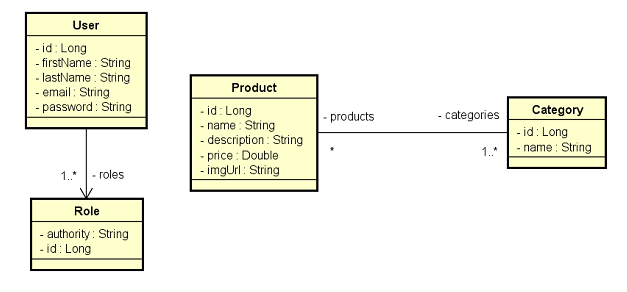 User
- id : Long
- firstName : String
- lastName : String
- email : String
- password : String
1..*
- roles
Role
- authority : String
- id : Long
Product
- id : Long
- name : String
- description : String
- price : Double
- imgUrl : String
- products
*
- categories
1..*
Category
- id : Long
- name : String